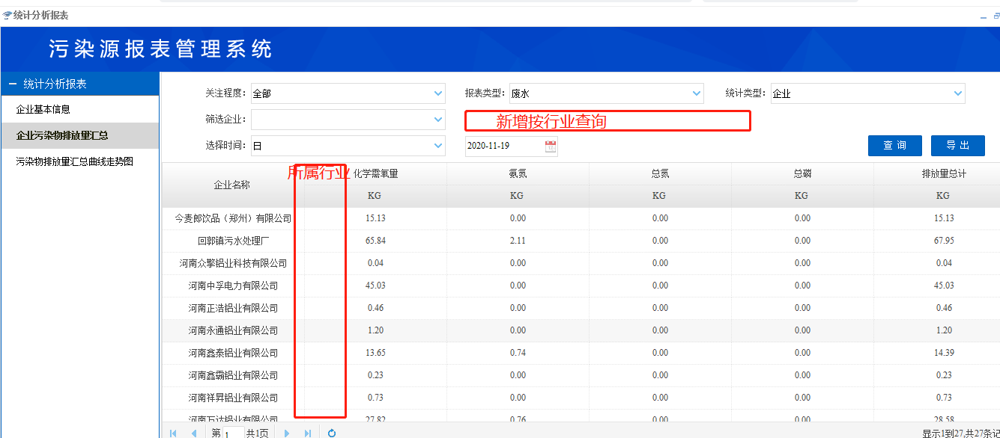 统计分析报表
污染源报表管理系统
统计分析报表
企业基本信息
企业污染物排放量汇总
污染物排放量汇总曲线走势图
关注程度： 全部 报表类型： 废水 统计类型： 企业
筛选企业： 新增按行业查询
选择时间： 日 2020-11-19 查询 导出
企业名称 所属行业 化学需氧量 氨氮 总氮 总磷 排放量总计
KG KG KG KG KG
今麦郎饮品（郑州）有限公司 15.13 0.00 0.00 0.00 15.13
回郭镇污水处理厂 65.84 2.11 0.00 0.00 67.95
河南众擎铝业科技有限公司 0.04 0.00 0.00 0.00 0.04
河南中孚电力有限公司 45.03 0.00 0.00 0.00 45.03
河南正浩铝业有限公司 0.46 0.00 0.00 0.00 0.46
河南永通铝业有限公司 1.20 0.00 0.00 0.00 1.20
河南鑫泰铝业有限公司 13.65 0.74 0.00 0.00 14.39
河南鑫霸铝业有限公司 0.23 0.00 0.00 0.00 0.23
河南祥昇铝业有限公司 0.73 0.00 0.00 0.00 0.73
河南万达铝业有限公司 27.82 0.76 0.00 0.00 28.58
第 1 共1页 显示1到27,共27条记